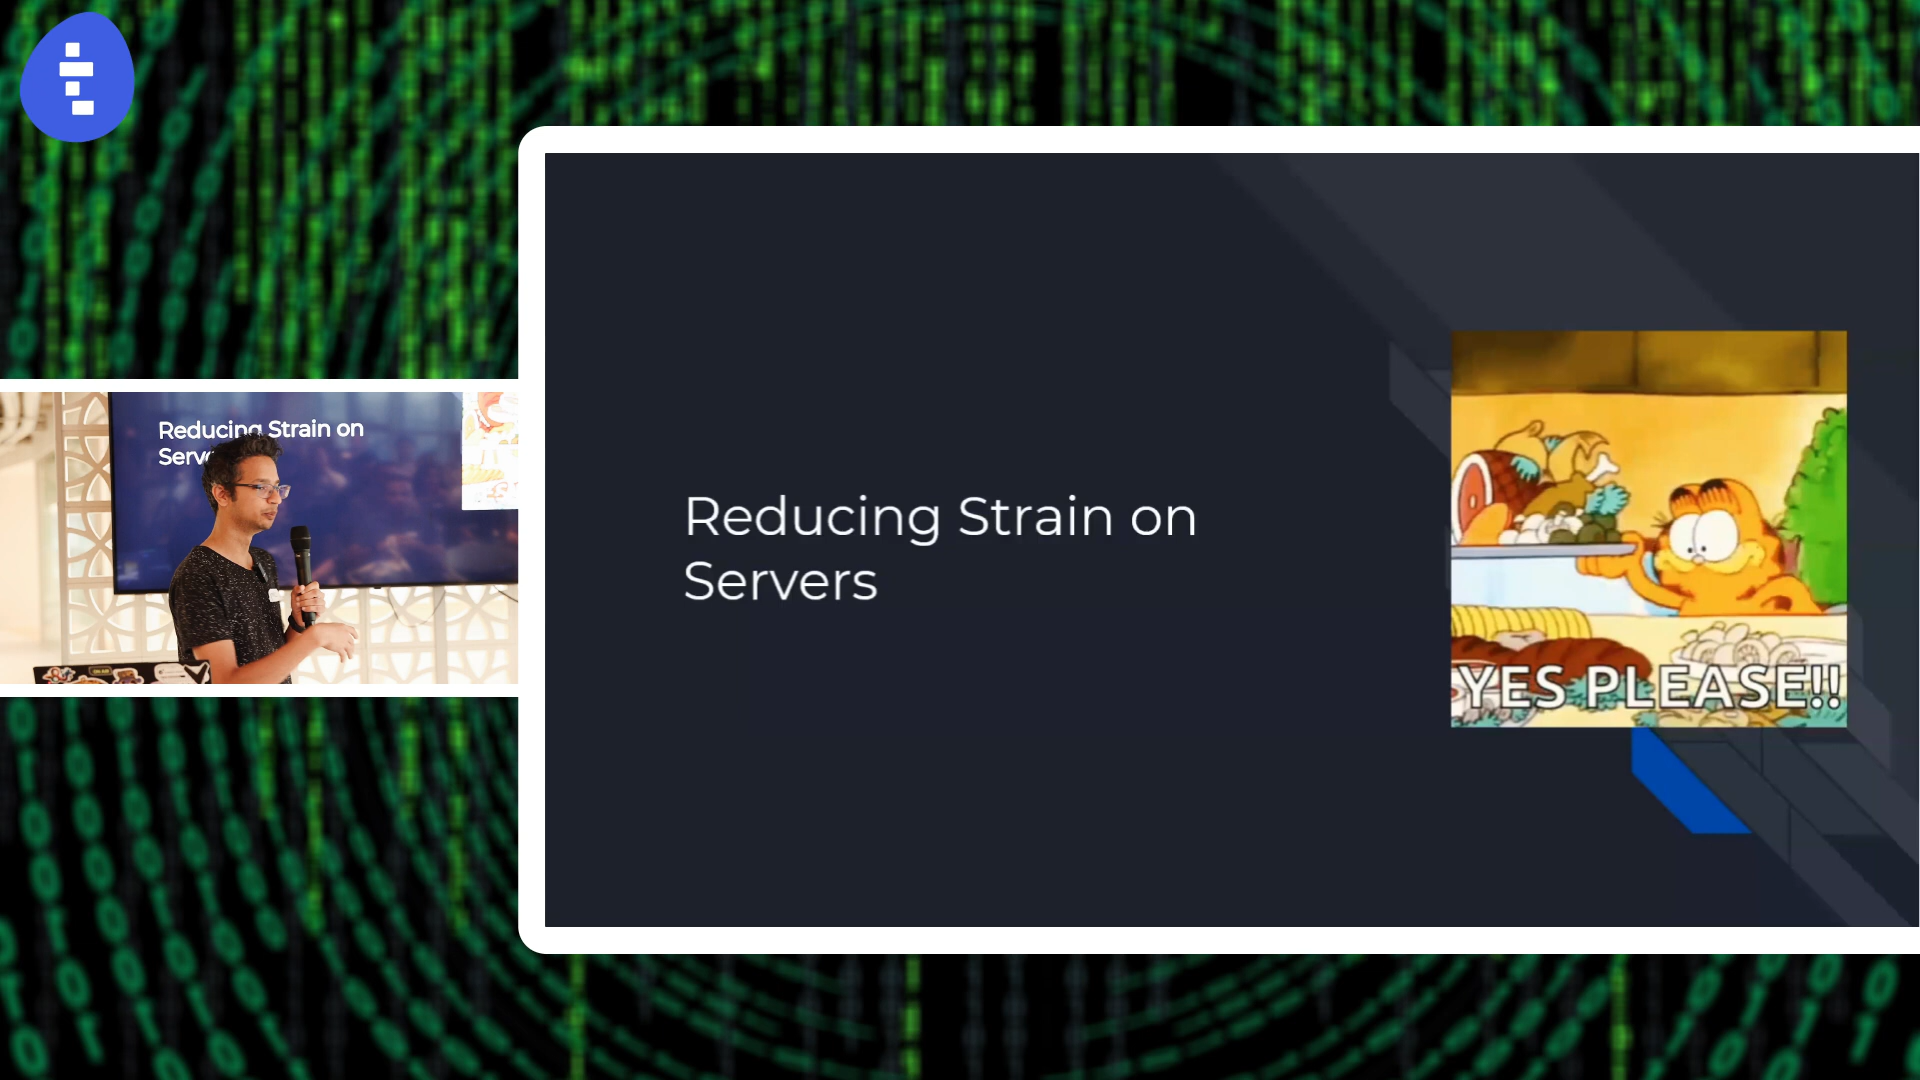 Reducing Strain on
Reducing Strain on
Servers
YES PLEASE!!